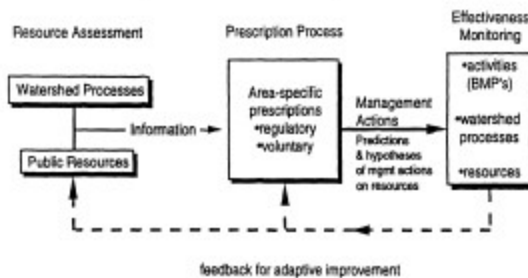 Resource Assessment
Watershed Processes
Public Resources
Information
Prescription Process
Area-specific
prescriptions
•regulatory
•voluntary
Management
Actions
Predictions
& hypotheses
of mgmt actions
on resources
Effectiveness
Monitoring
•activities
(BMP's)
•watershed
processes
•resources
feedback for adaptive improvement